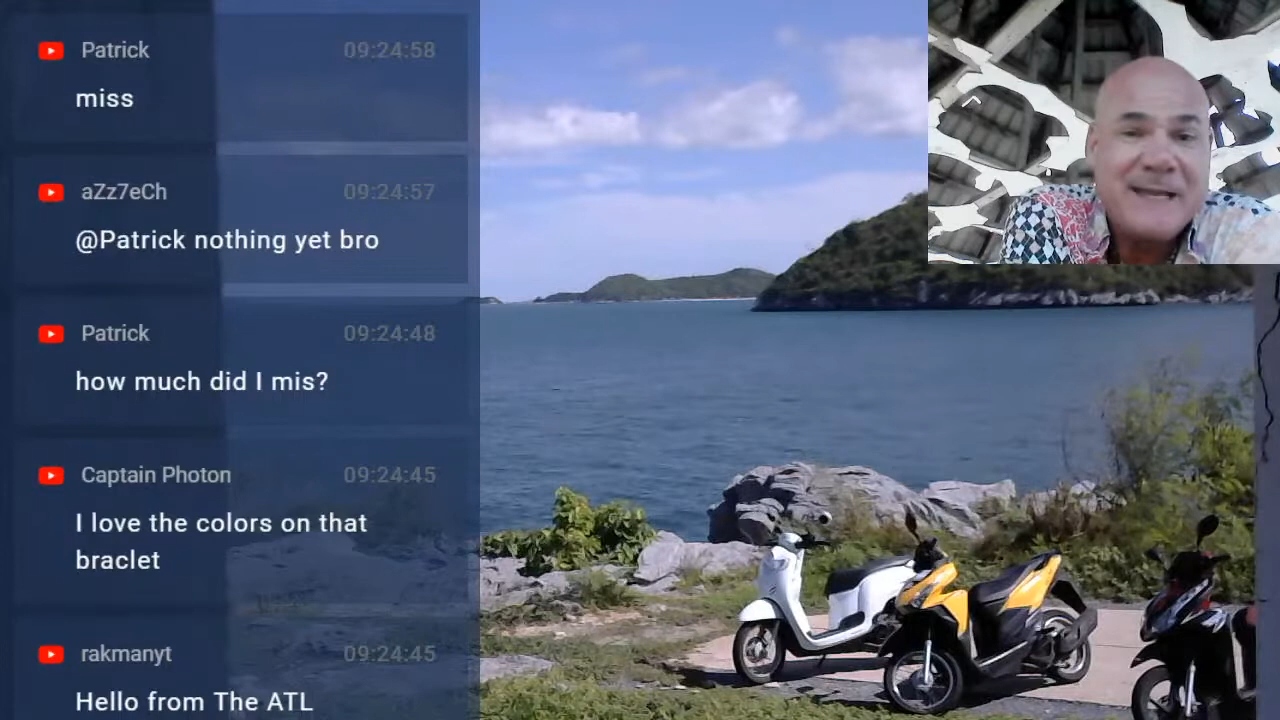 Patrick 09:24:58
miss
aZz7eCh 09:24:57
@Patrick nothing yet bro
Patrick 09:24:48
how much did I mis?
Captain Photon 09:24:45
I love the colors on that
braclet
rakmanyt 09:24:45
Hello from The ATL